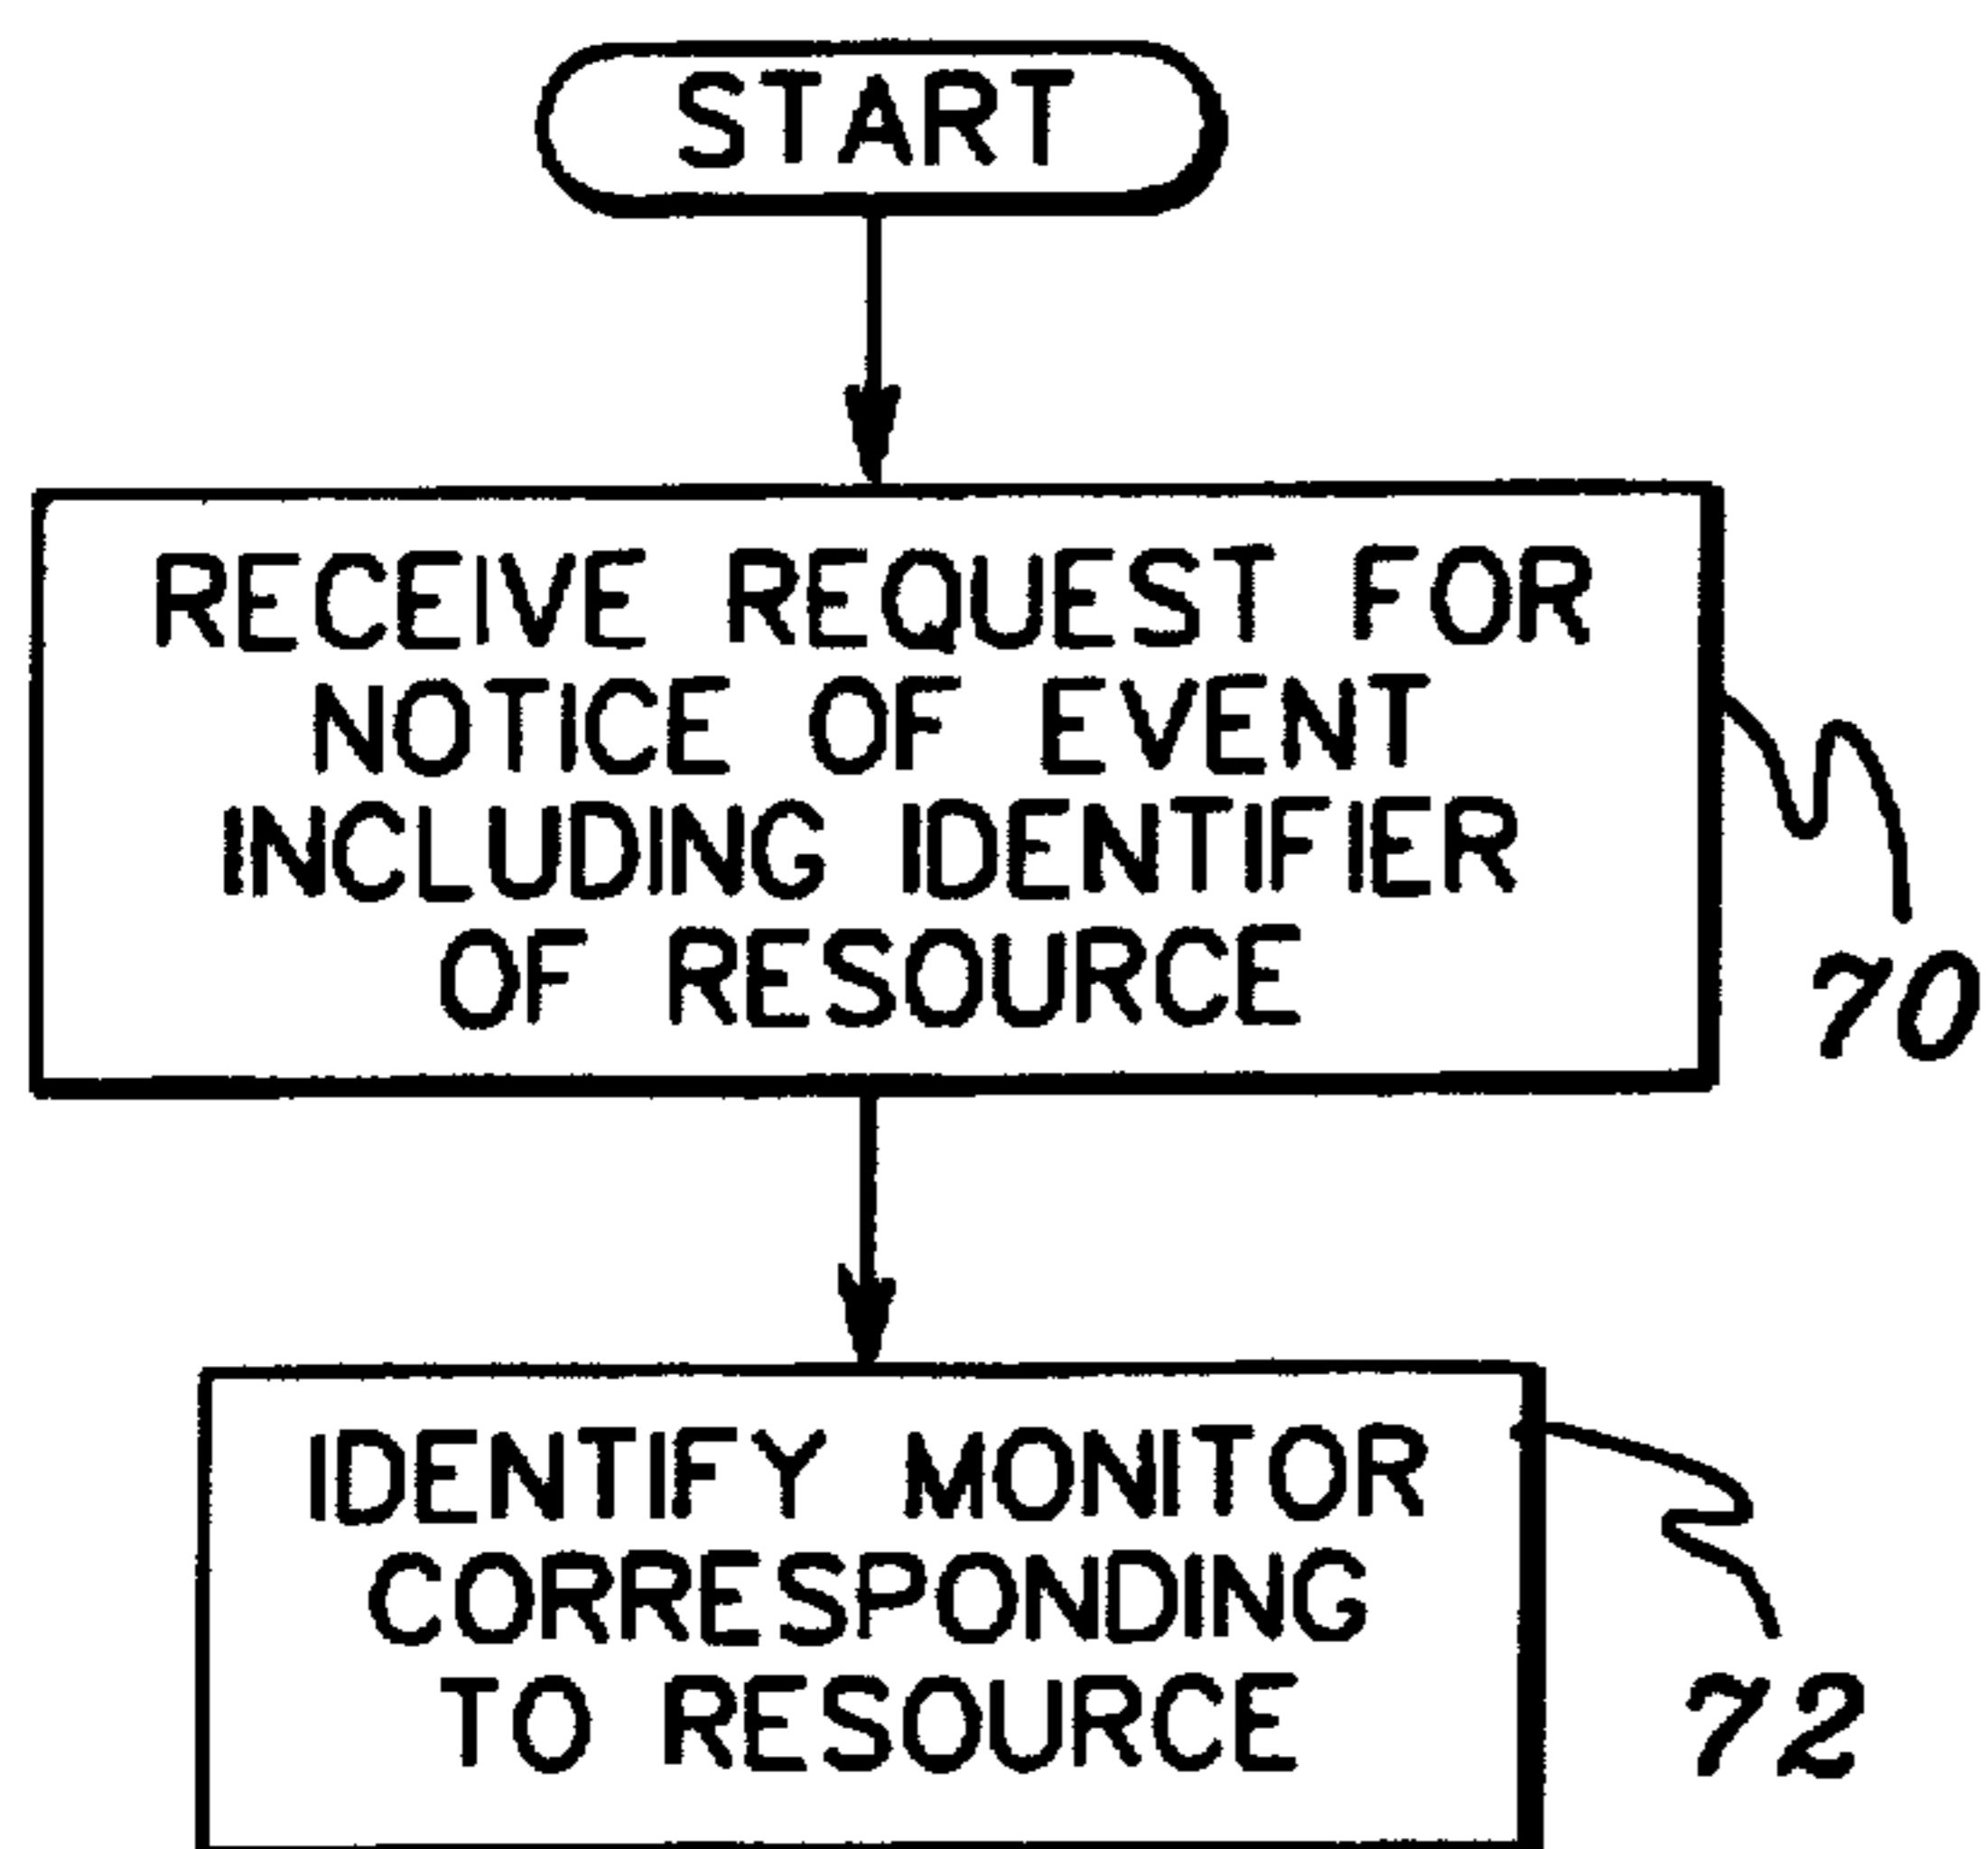 START
RECEIVE REQUEST FOR
NOTICE OF EVENT
INCLUDING IDENTIFIER
OF RESOURCE
70
IDENTIFY MONITOR
CORRESPONDING
TO RESOURCE
72